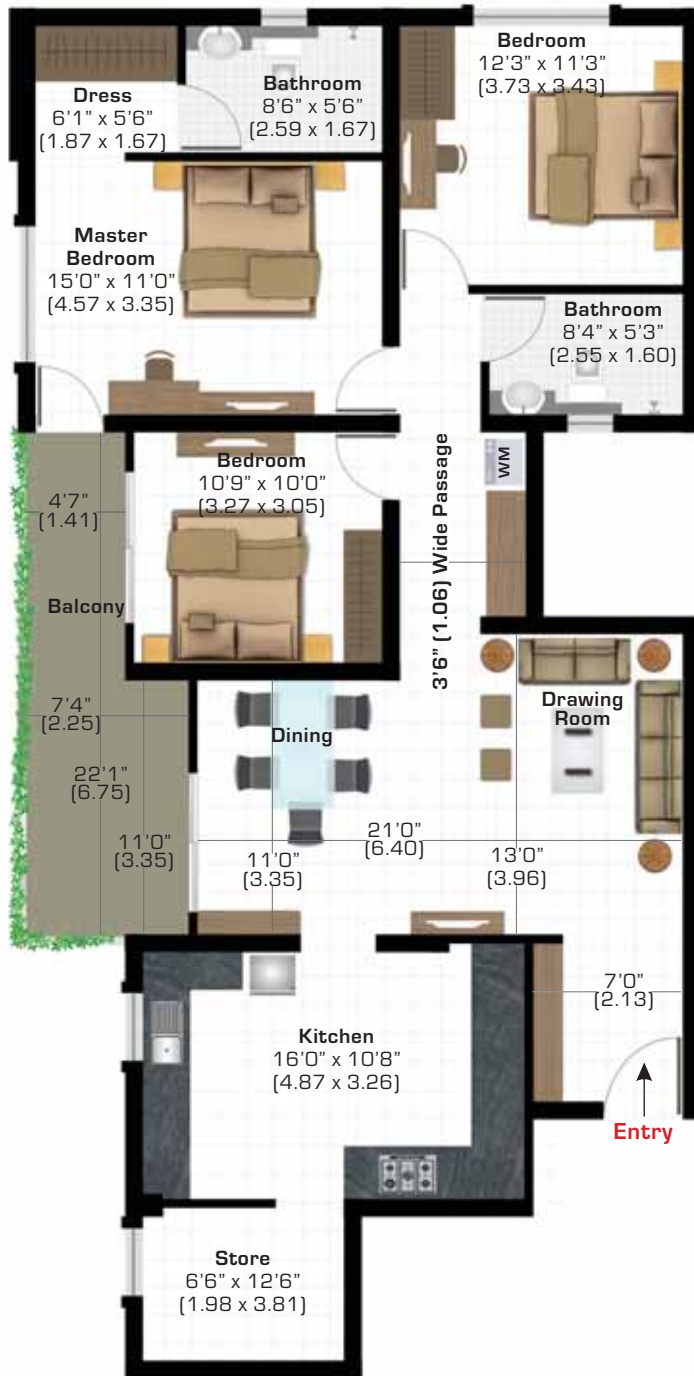 Dress
6'1” x 5'6”
(1.87 x 1.67)
Bathroom
8'6” x 5'6”
(2.59 x 1.67)
Bedroom
12'3” x 11'3”
(3.73 x 3.43)
Master
Bedroom
15'0” x 11'0”
(4.57 x 3.35)
Bathroom
8'4” x 5'3”
(2.55 x 1.60)
Bedroom
10'9” x 10'0”
(3.27 x 3.05)
3'6” (1.06) Wide Passage
WM
4'7”
(1.41)
Balcony
7'4”
(2.25)
22'1”
(6.75)
11'0”
(3.35)
Dining
Drawing
Room
11'0”
(3.35)
21'0”
(6.40)
13'0”
(3.96)
7'0”
(2.13)
Entry
Kitchen
16'0” x 10'8”
(4.87 x 3.26)
Store
6'6” x 12'6”
(1.98 x 3.81)